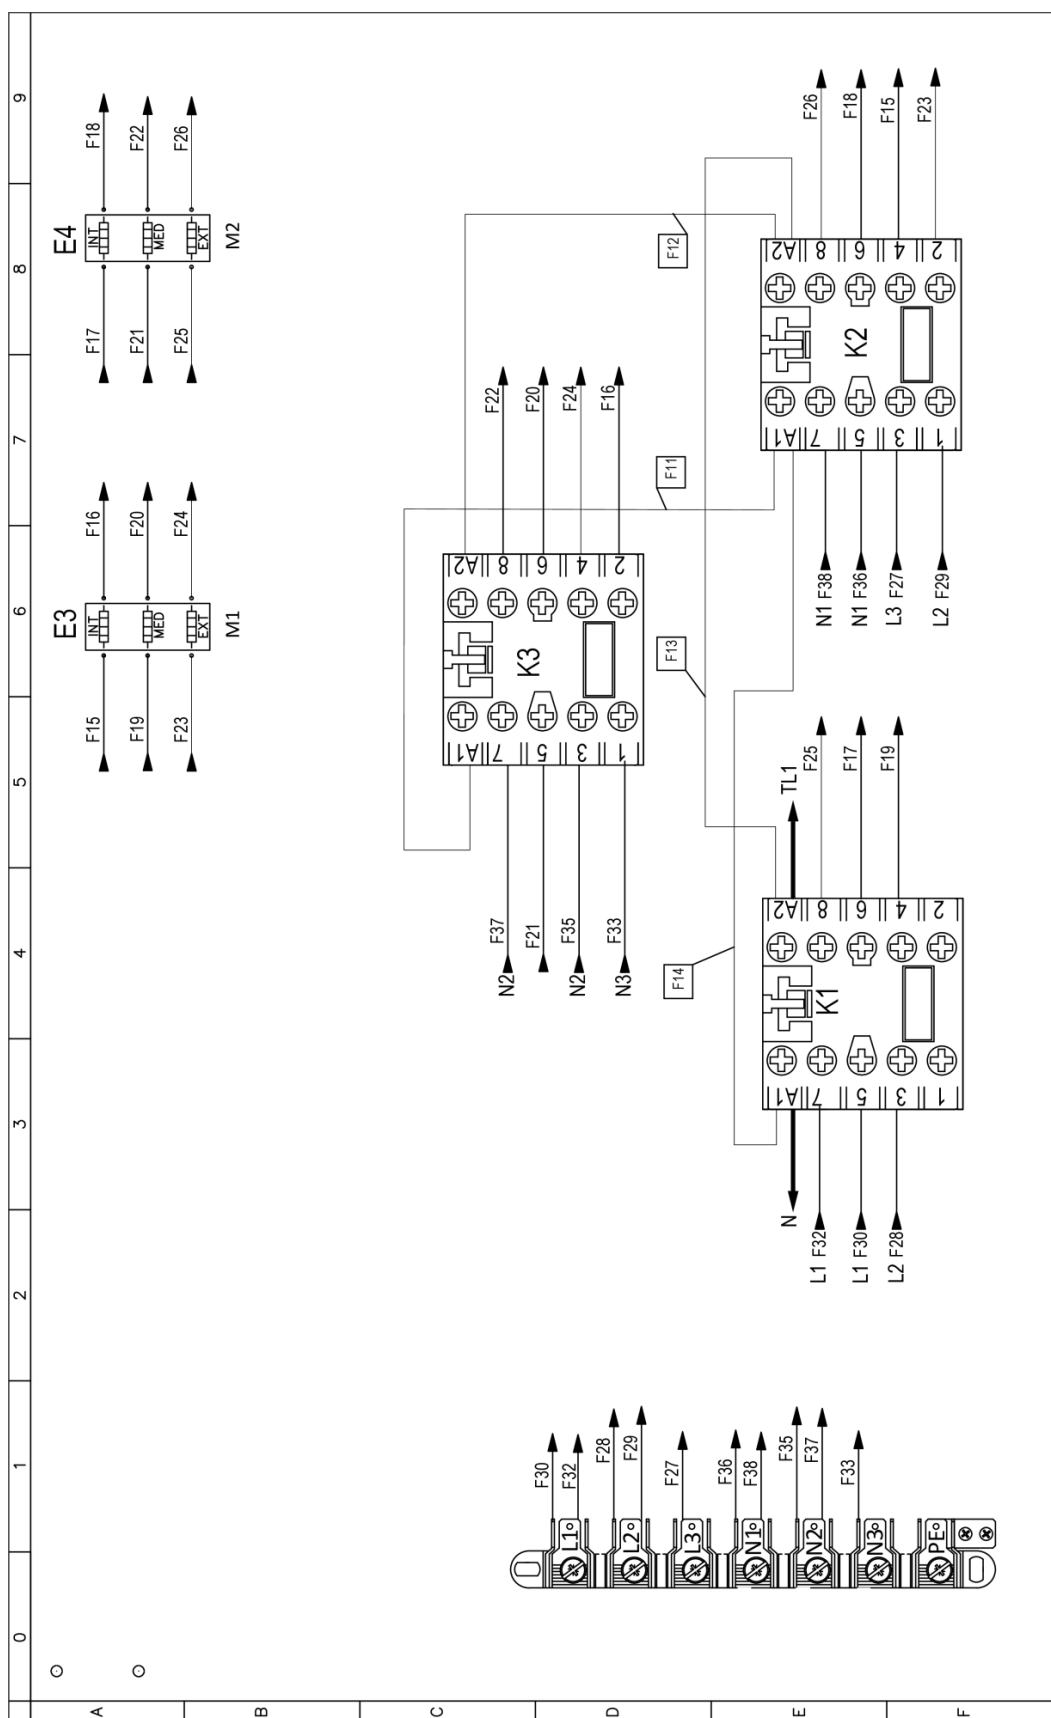 0
1
2
3
4
5
6
7
8
9
A
B
C
D
E
F
E3
INT
MED
EXT
M1
F15
F19
F23
F16
F20
F24
E4
INT
MED
EXT
M2
F17
F21
F25
F18
F22
F26
K3
A1
7
5
3
1
A2
8
6
4
2
N2 F37
F21
N2 F35
N3 F33
F22
F20
F24
F16
F11
F12
F13
F14
K1
A1
7
5
3
1
A2
8
6
4
2
N
L1 F32
L1 F30
L2 F28
TL1
F25
F17
F19
K2
A1
7
5
3
1
A2
8
6
4
2
N1 F38
N1 F36
L3 F27
L2 F29
F26
F18
F15
F23
L1
L2
L3
N1
N2
N3
PE
F30
F32
F28
F29
F27
F36
F38
F35
F37
F33